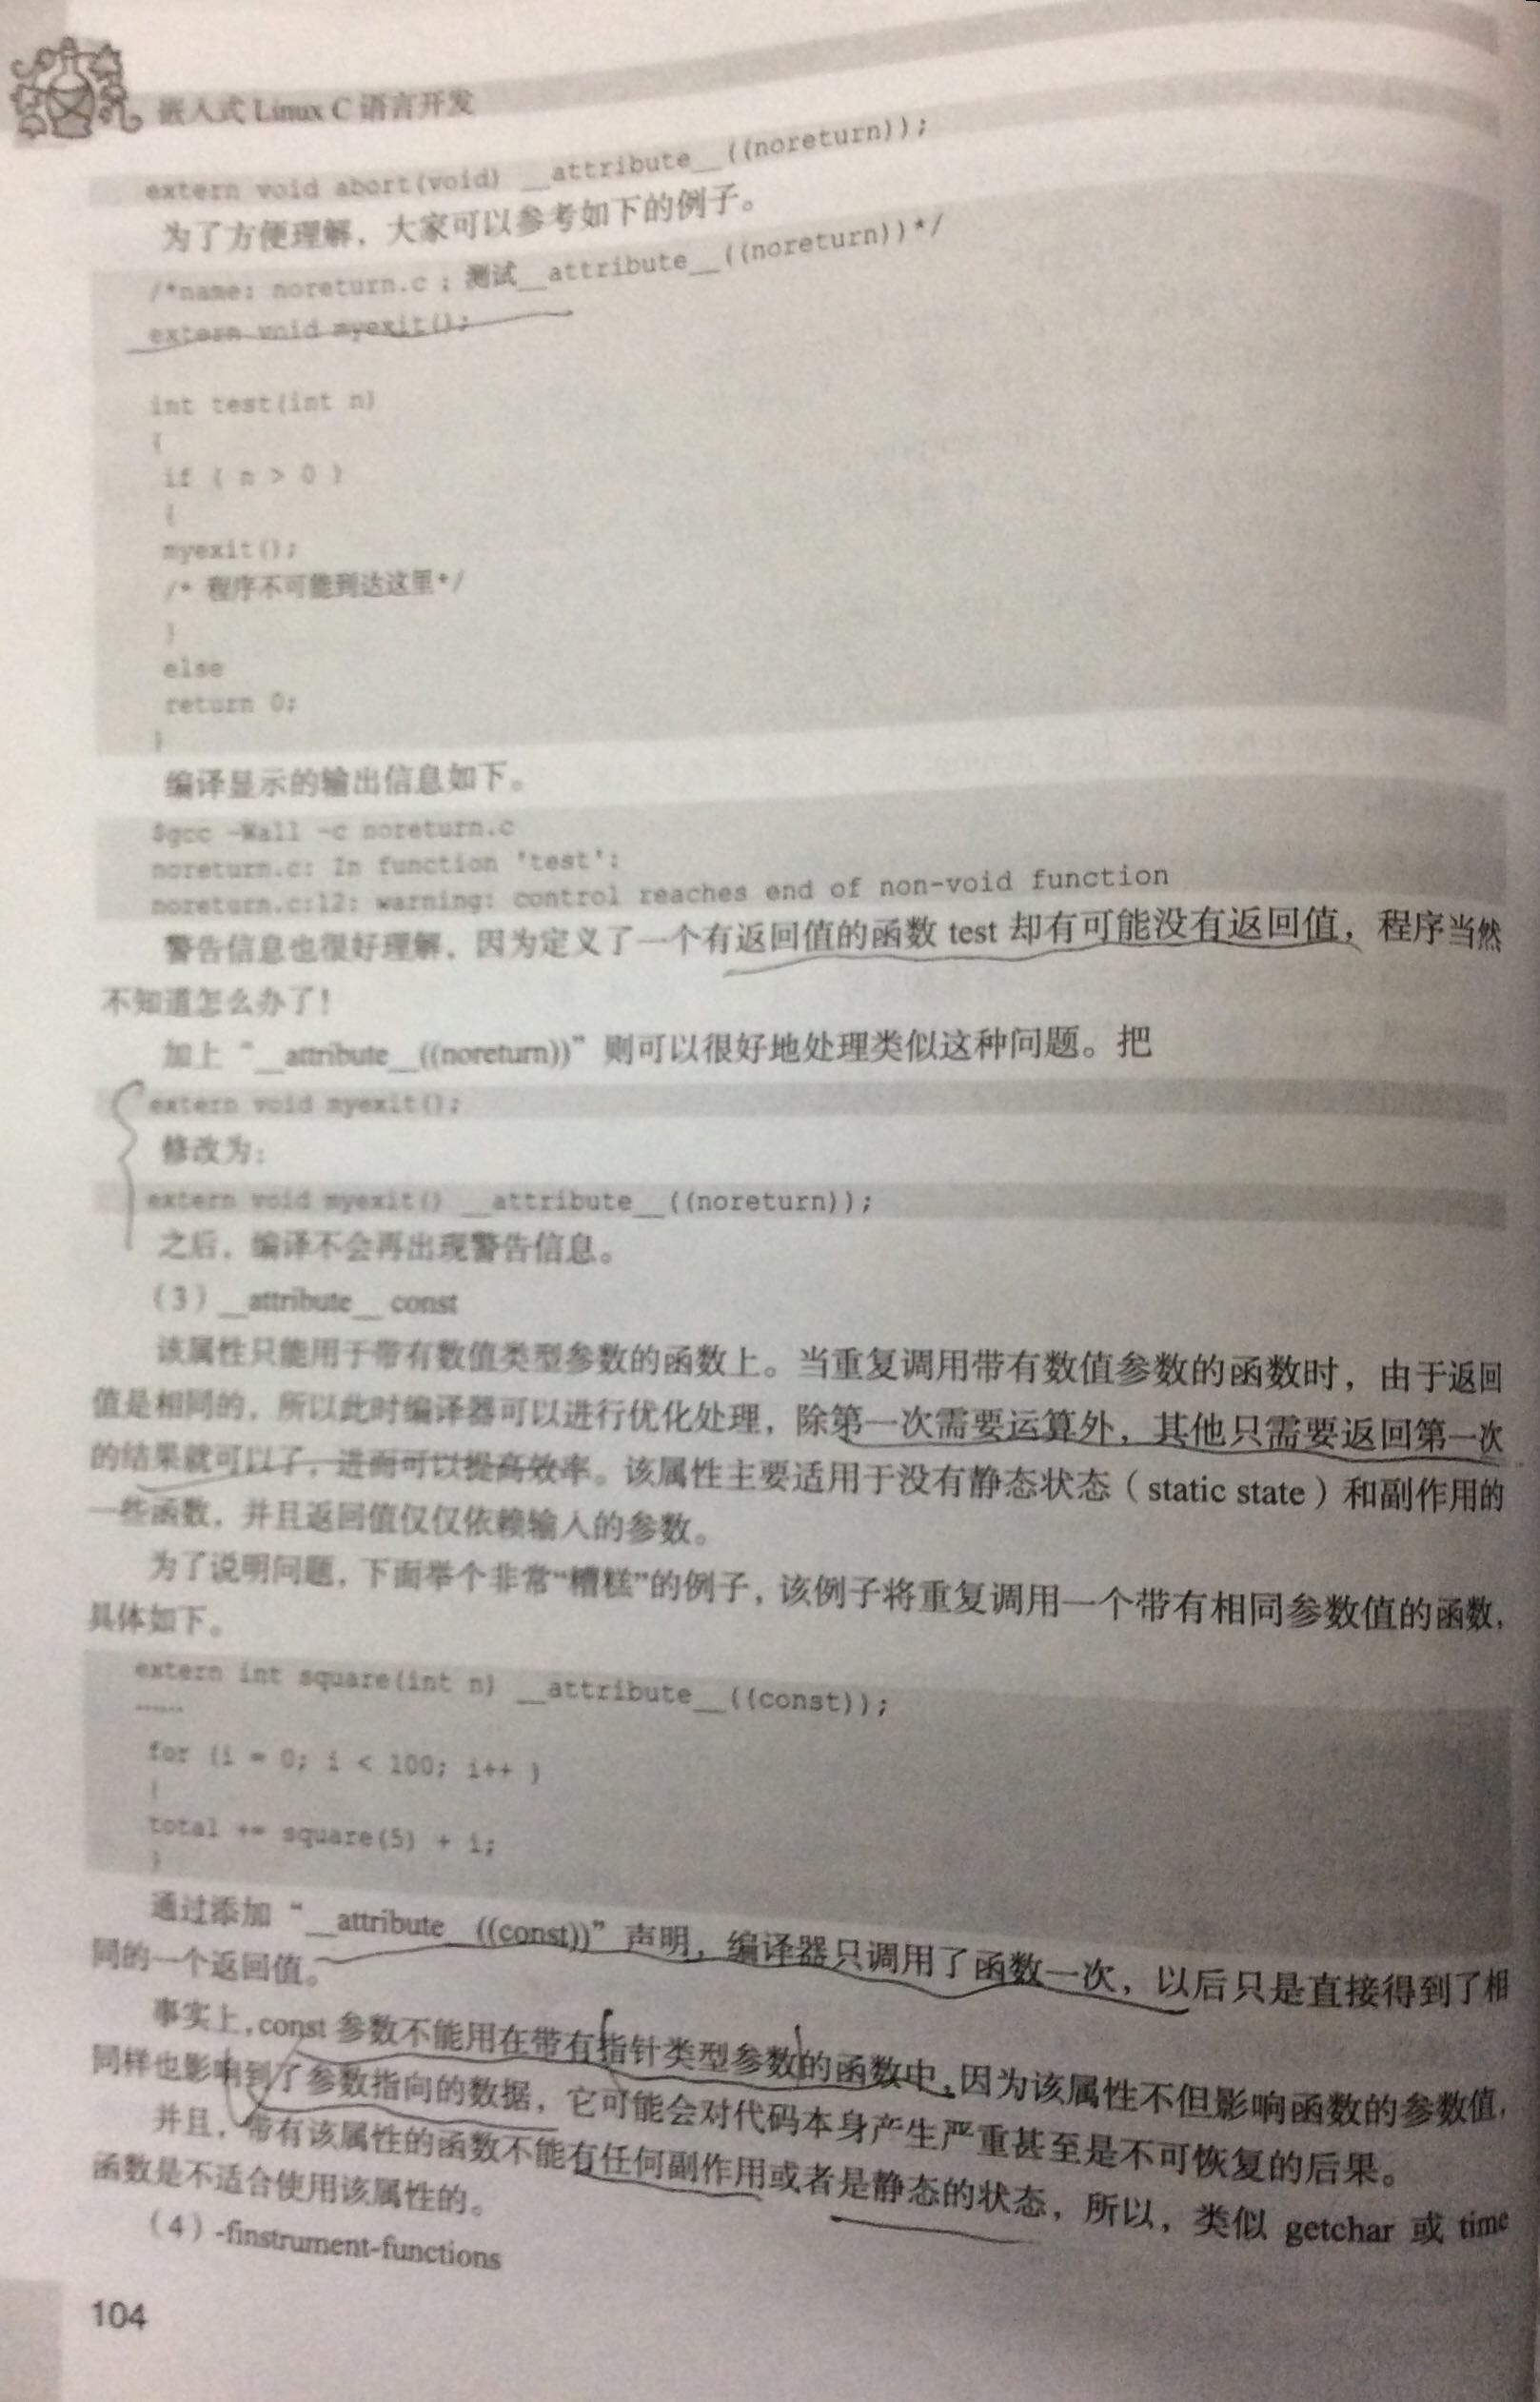 嵌入式 Linux C 语言开发
extern void abort(void) __attribute__((noreturn));
为了方便理解，大家可以参考如下的例子。
/*name: noreturn.c ; 测试__attribute__((noreturn))*/
extern void myexit();
int test(int n)
{
if ( n > 0 )
{
myexit();
/* 程序不可能到达这里*/
}
else
return 0;
}
编译显示的输出信息如下。
$gcc -Wall -c noreturn.c
noreturn.c: In function 'test':
noreturn.c:12: warning: control reaches end of non-void function
警告信息也很好理解，因为定义了一个有返回值的函数 test 却有可能没有返回值，程序当然
不知道怎么办了！
加上“__attribute__((noreturn))”则可以很好地处理类似这种问题。把
extern void myexit();
修改为：
extern void myexit() __attribute__((noreturn));
之后，编译不会再出现警告信息。
（3）__attribute__ const
该属性只能用于带有数值类型参数的函数上。当重复调用带有数值参数的函数时，由于返回
值是相同的，所以此时编译器可以进行优化处理，除第一次需要运算外，其他只需要返回第一次
的结果就可以了，进而可以提高效率。该属性主要适用于没有静态状态（static state）和副作用的
一些函数，并且返回值仅仅依赖输入的参数。
为了说明问题，下面举个非常“糟糕”的例子，该例子将重复调用一个带有相同参数值的函数，
具体如下。
extern int square(int n) __attribute__((const));
……
for (i = 0; i < 100; i++ )
{
total += square(5) + i;
}
通过添加“__attribute__((const))”声明，编译器只调用了函数一次，以后只是直接得到了相
同的一个返回值。
事实上，const 参数不能用在带有指针类型参数的函数中，因为该属性不但影响函数的参数值，
同样也影响到了参数指向的数据，它可能会对代码本身产生严重甚至是不可恢复的后果。
并且，带有该属性的函数不能有任何副作用或者是静态的状态，所以，类似 getchar 或 time
函数是不适合使用该属性的。
（4）-finstrument-functions
104